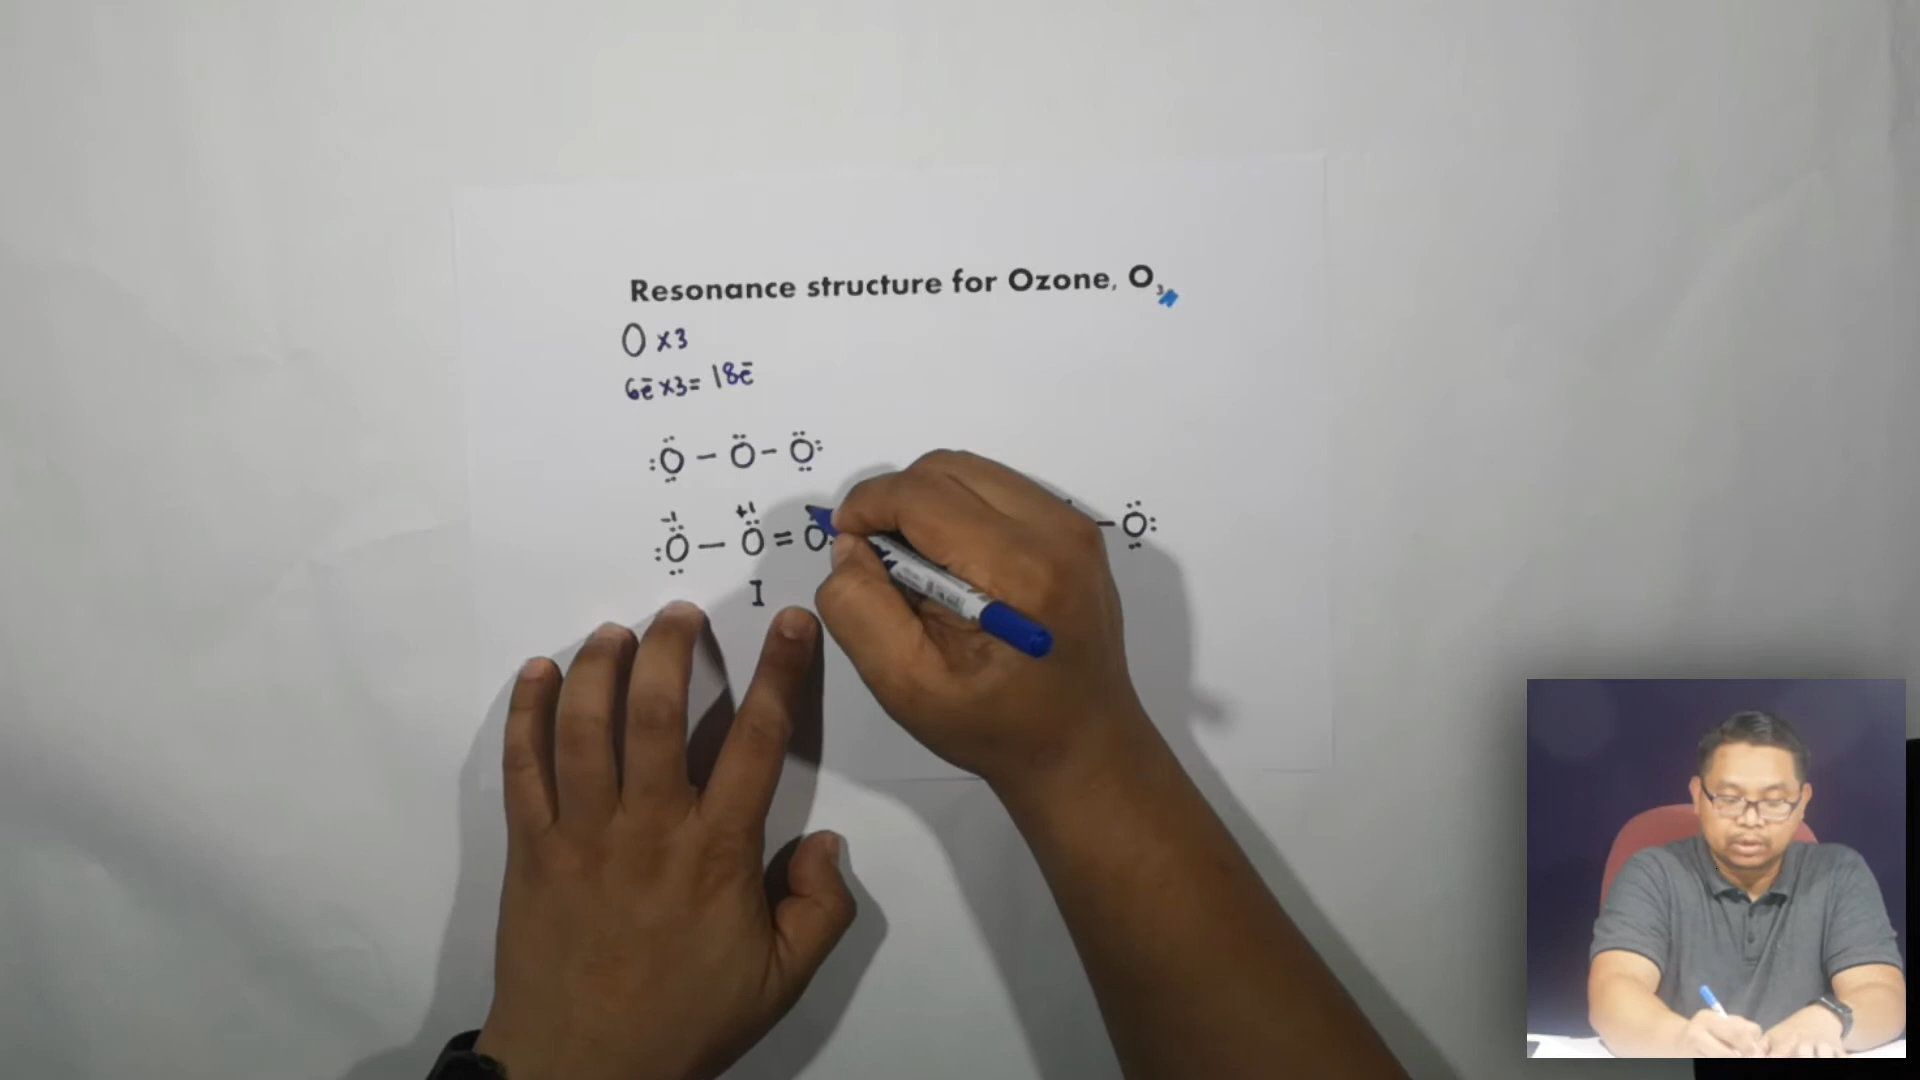 Resonance structure for Ozone, O₃
O x3
6ē x3= 18ē
:Ö - Ö - Ö:
-1 +1
:Ö - Ö = O - Ö:
I